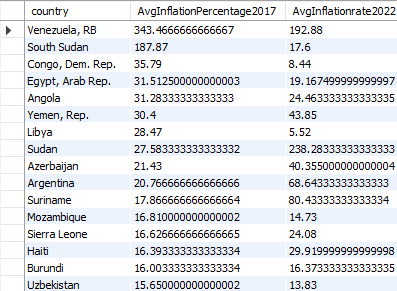 country AvgInflationPercentage2017 AvgInflationrate2022
Venezuela, RB 343.4666666666667 192.88
South Sudan 187.87 17.6
Congo, Dem. Rep. 35.79 8.44
Egypt, Arab Rep. 31.512500000000003 19.167499999999997
Angola 31.28333333333333 24.463333333333335
Yemen, Rep. 30.4 43.85
Libya 28.47 5.52
Sudan 27.583333333333332 238.28333333333333
Azerbaijan 21.43 40.355000000000004
Argentina 20.766666666666666 68.64333333333333
Suriname 17.866666666666664 80.43333333333334
Mozambique 16.810000000000002 14.73
Sierra Leone 16.626666666666665 24.08
Haiti 16.393333333333334 29.919999999999998
Burundi 16.003333333333334 16.373333333333335
Uzbekistan 15.650000000000002 13.83